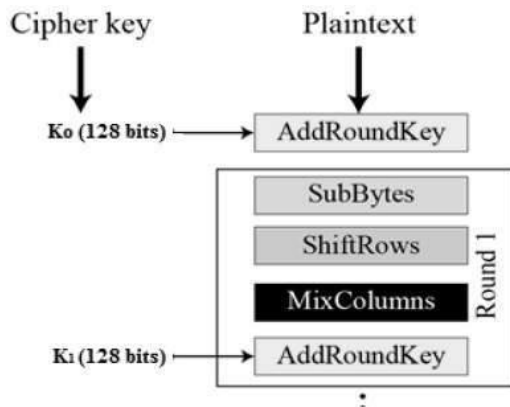 Cipher key
Plaintext
K₀ (128 bits)
AddRoundKey
SubBytes
ShiftRows
MixColumns
Round 1
K₁ (128 bits)
AddRoundKey